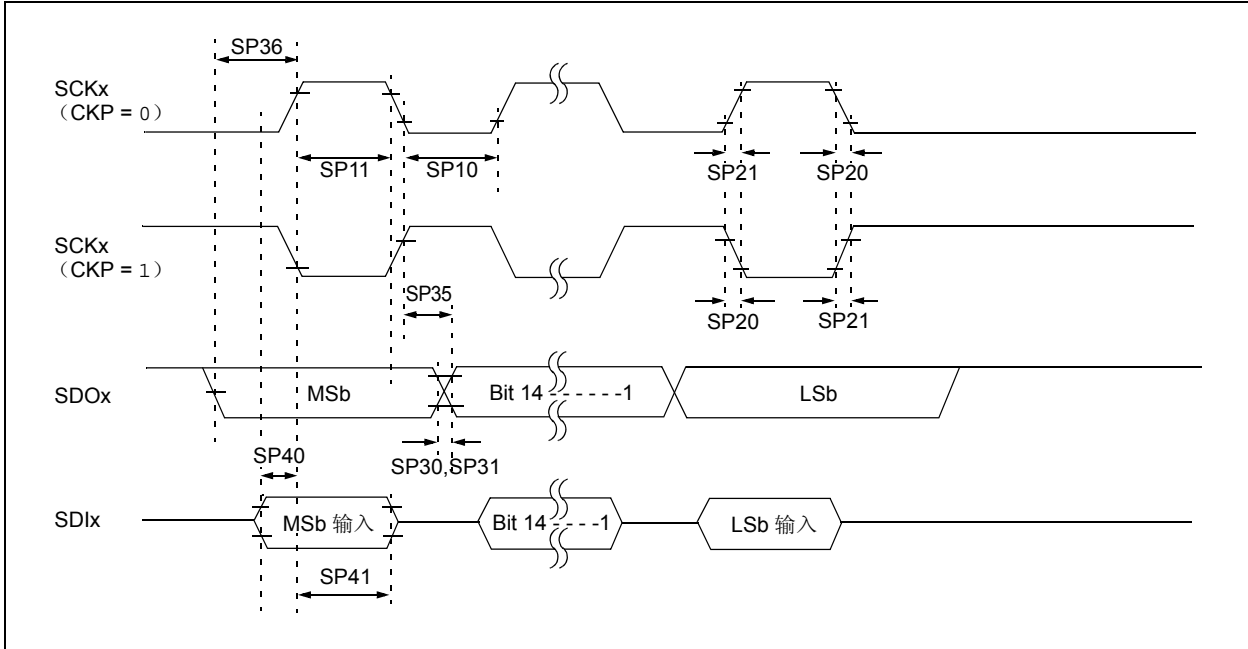 SP36
SCKx
（CKP = 0）
SP11
SP10
SP21
SP20
SCKx
（CKP = 1）
SP35
SP20
SP21
SDOx
MSb
Bit 14 - - - - - -1
LSb
SP40
SP30,SP31
SDIx
MSb 输入
Bit 14 - - - -1
LSb 输入
SP41